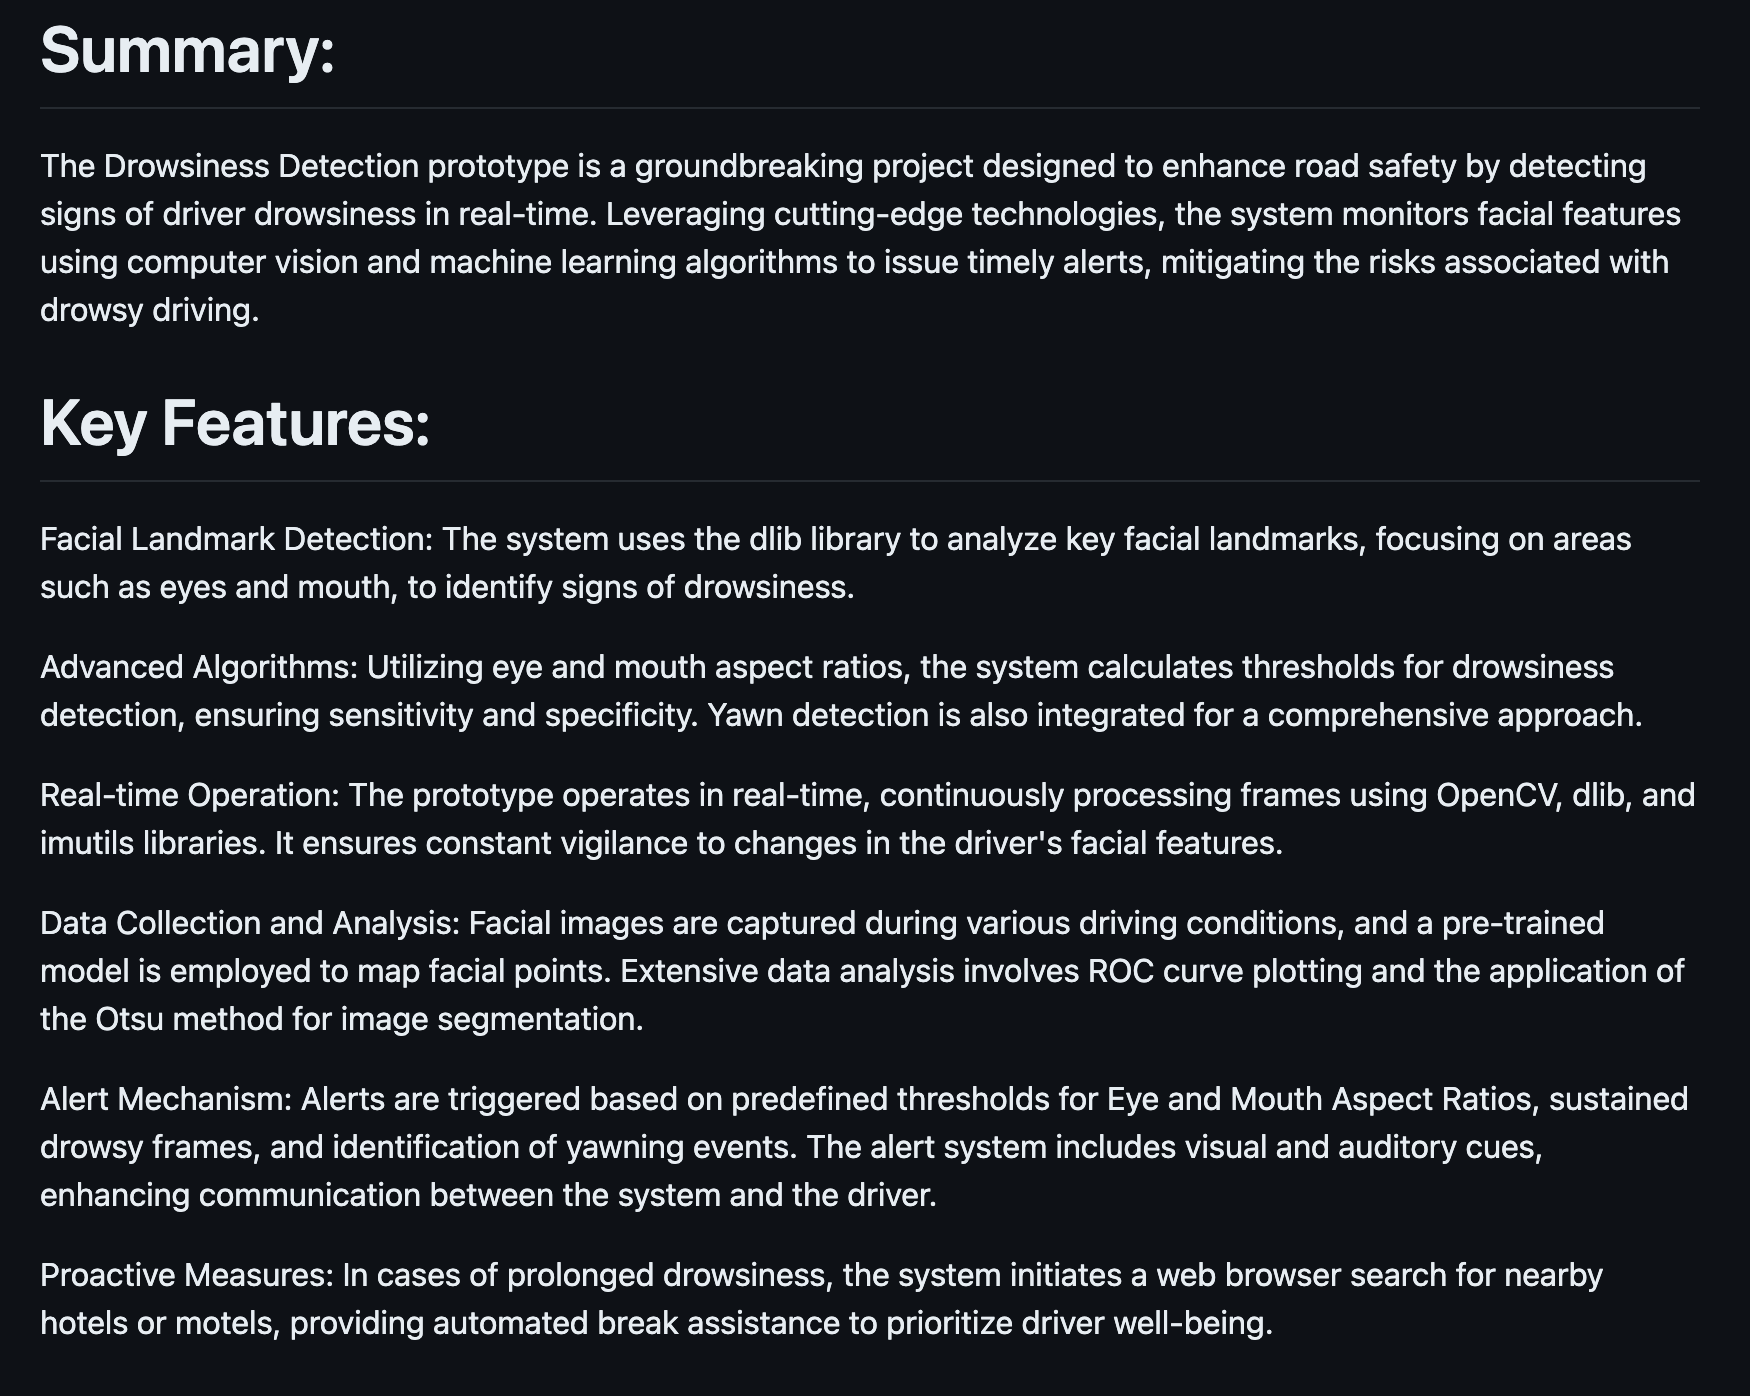 Summary:
The Drowsiness Detection prototype is a groundbreaking project designed to enhance road safety by detecting
signs of driver drowsiness in real-time. Leveraging cutting-edge technologies, the system monitors facial features
using computer vision and machine learning algorithms to issue timely alerts, mitigating the risks associated with
drowsy driving.
Key Features:
Facial Landmark Detection: The system uses the dlib library to analyze key facial landmarks, focusing on areas
such as eyes and mouth, to identify signs of drowsiness.
Advanced Algorithms: Utilizing eye and mouth aspect ratios, the system calculates thresholds for drowsiness
detection, ensuring sensitivity and specificity. Yawn detection is also integrated for a comprehensive approach.
Real-time Operation: The prototype operates in real-time, continuously processing frames using OpenCV, dlib, and
imutils libraries. It ensures constant vigilance to changes in the driver's facial features.
Data Collection and Analysis: Facial images are captured during various driving conditions, and a pre-trained
model is employed to map facial points. Extensive data analysis involves ROC curve plotting and the application of
the Otsu method for image segmentation.
Alert Mechanism: Alerts are triggered based on predefined thresholds for Eye and Mouth Aspect Ratios, sustained
drowsy frames, and identification of yawning events. The alert system includes visual and auditory cues,
enhancing communication between the system and the driver.
Proactive Measures: In cases of prolonged drowsiness, the system initiates a web browser search for nearby
hotels or motels, providing automated break assistance to prioritize driver well-being.